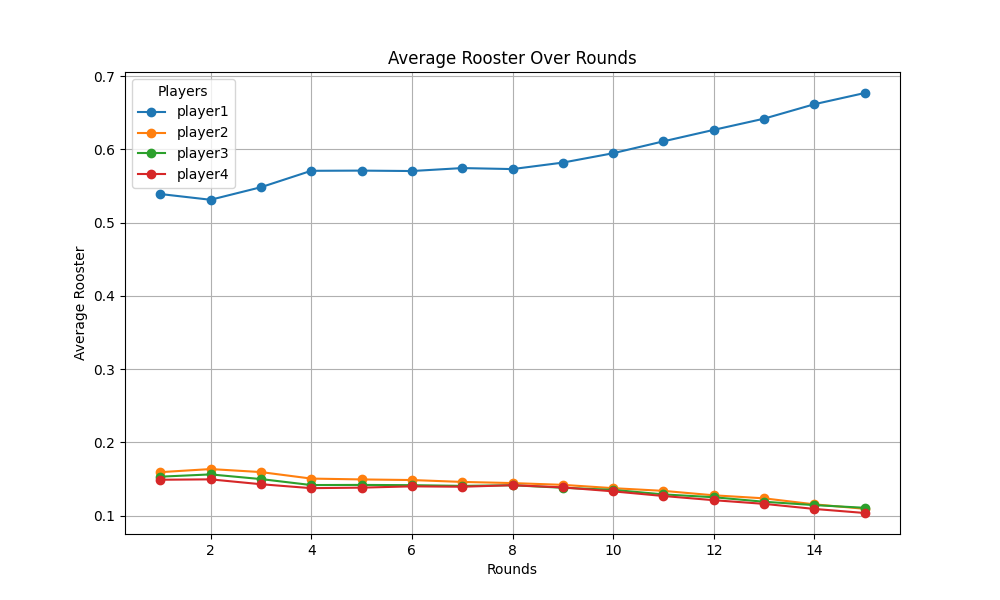 Average Rooster Over Rounds
Players
player1
player2
player3
player4
Average Rooster
0.7
0.6
0.5
0.4
0.3
0.2
0.1
2 4 6 8 10 12 14
Rounds